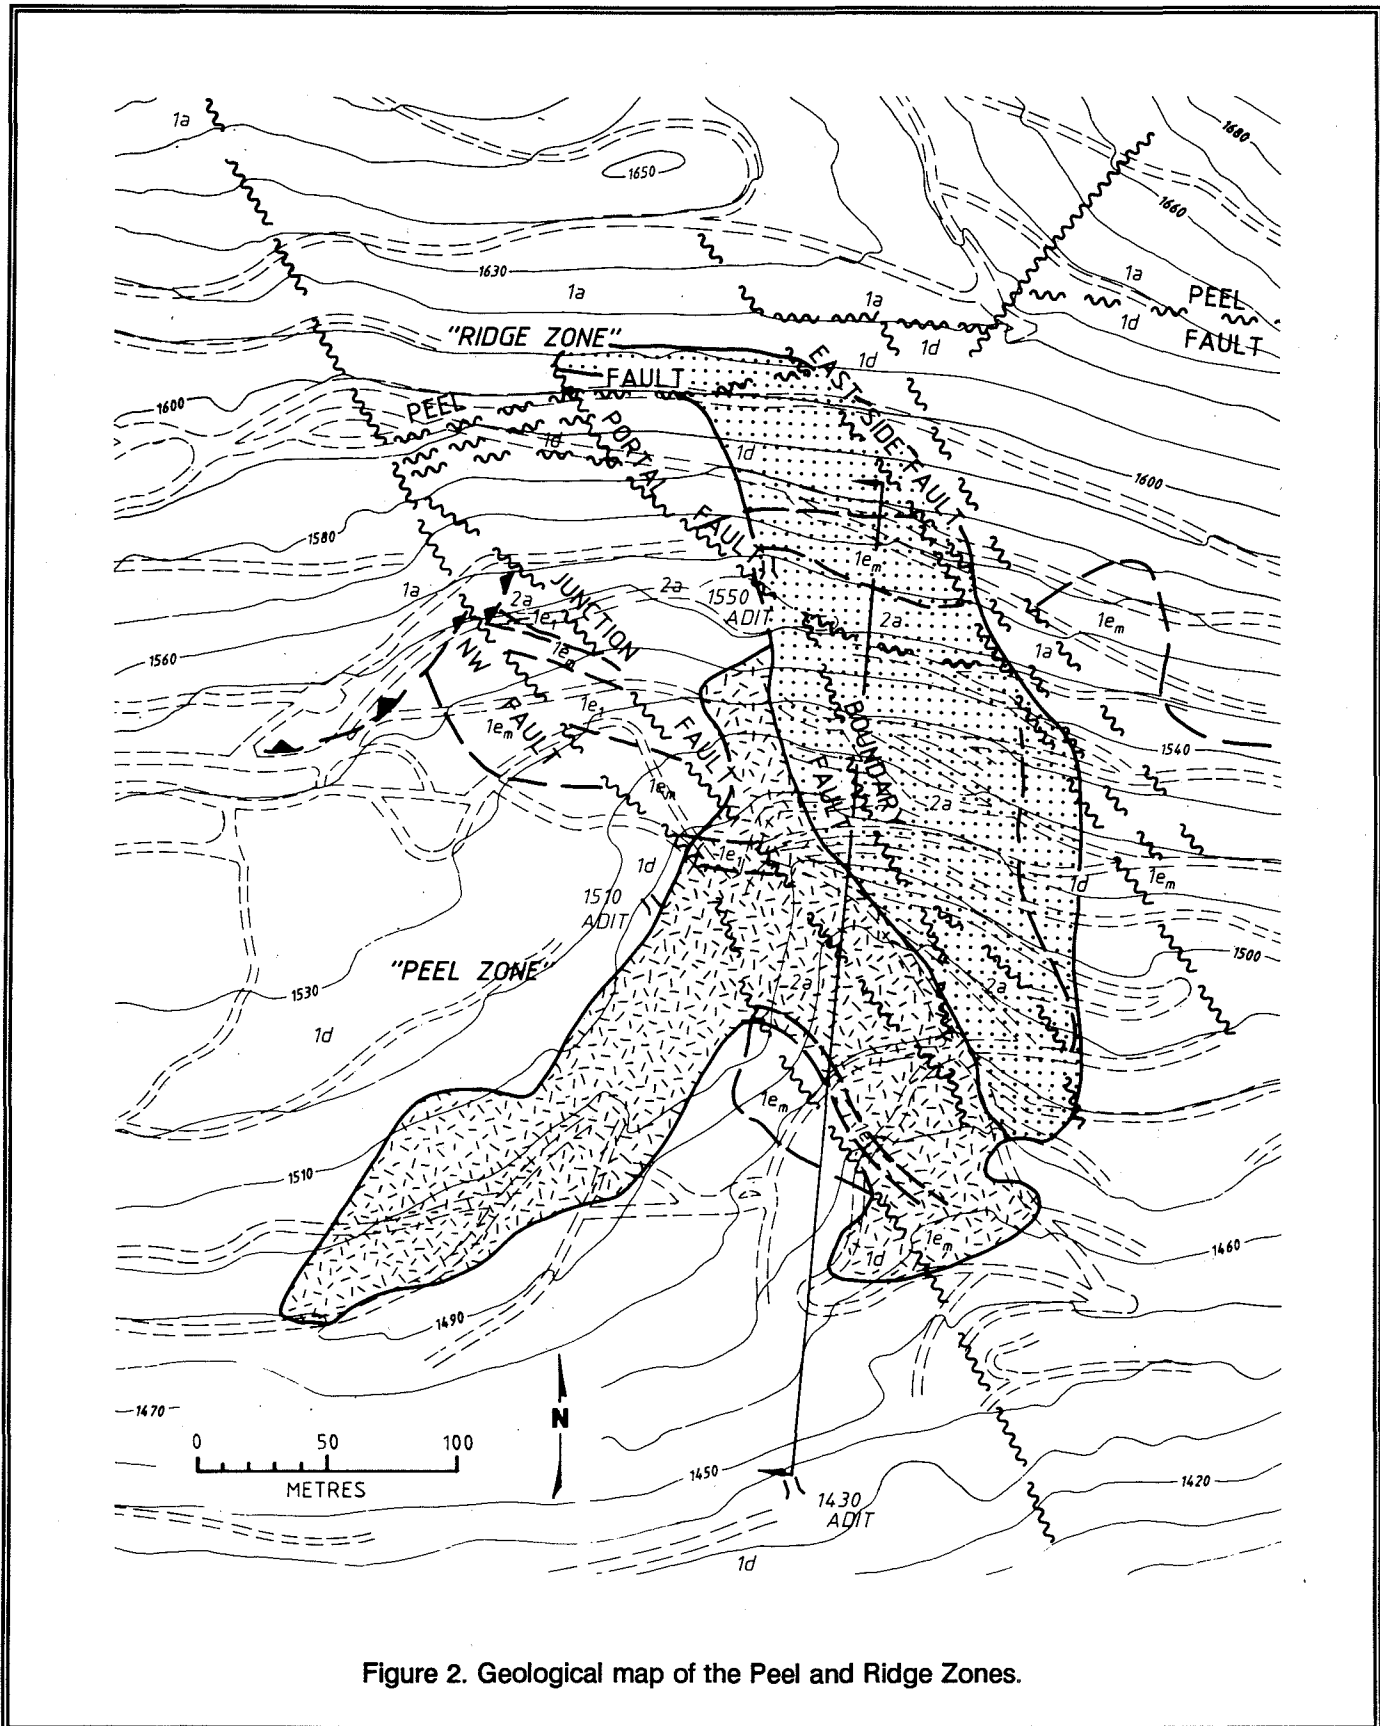 1a
1680
1650
1660
1630
1a
1a
1a
PEEL
1d
FAULT
"RIDGE ZONE"
1d
1d
EAST-SIDE FAULT
FAULT
PEEL
1600
PORTAL
FAULT
1d
1d
1600
1580
1em
JUNCTION
FAULT
1a
2a
2a
1550
ADIT
1e1
1em
2a
1em
1a
1560
NW
FAULT
1e1
1em
BOUNDARY
FAULT
1540
1em
2a
1d
1e1
1d
1em
1510
ADIT
1500
"PEEL ZONE"
1530
2a
2a
1d
1em
1510
1em
1d
1460
1490
N
1470
0 50 100
METRES
1450
1420
1430
ADIT
1d
Figure 2. Geological map of the Peel and Ridge Zones.